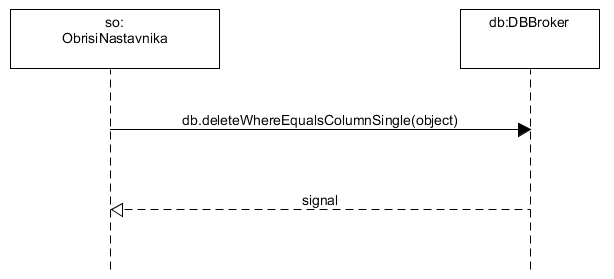 so:
ObrisiNastavnika
db:DBBroker
db.deleteWhereEqualsColumnSingle(object)
signal